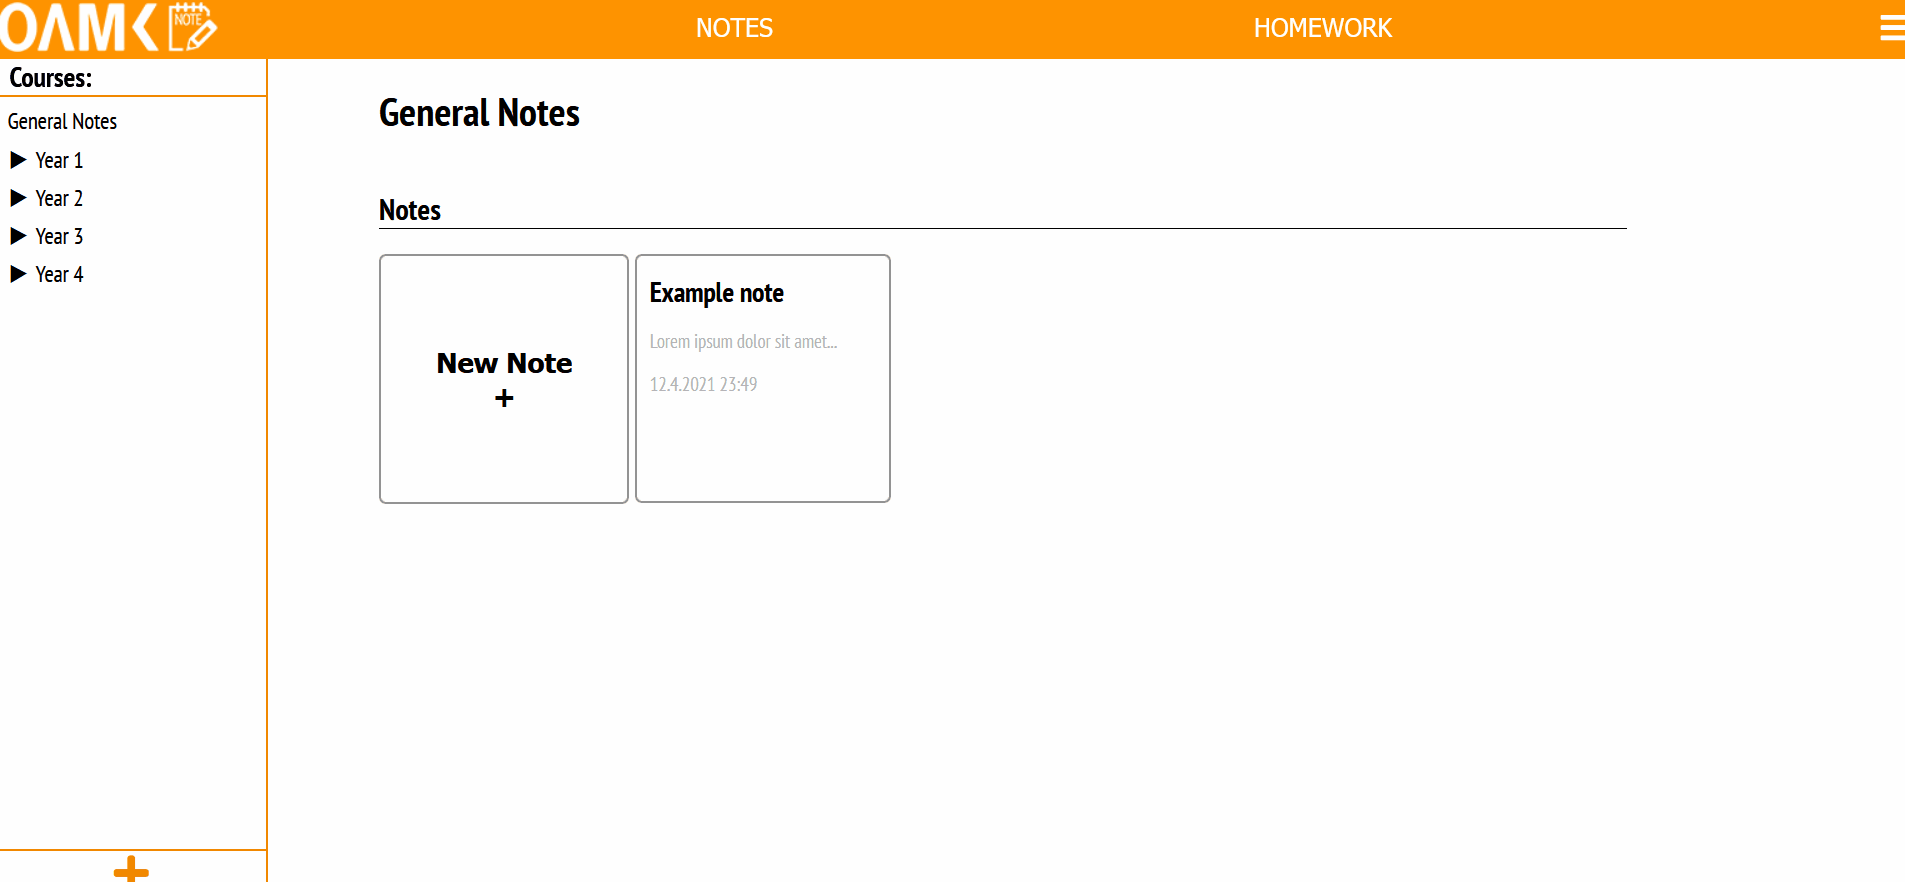 OAMK NOTE
NOTES
HOMEWORK
Courses:
General Notes
Year 1
Year 2
Year 3
Year 4
General Notes
Notes
New Note
+
Example note
Lorem ipsum dolor sit amet...
12.4.2021 23:49